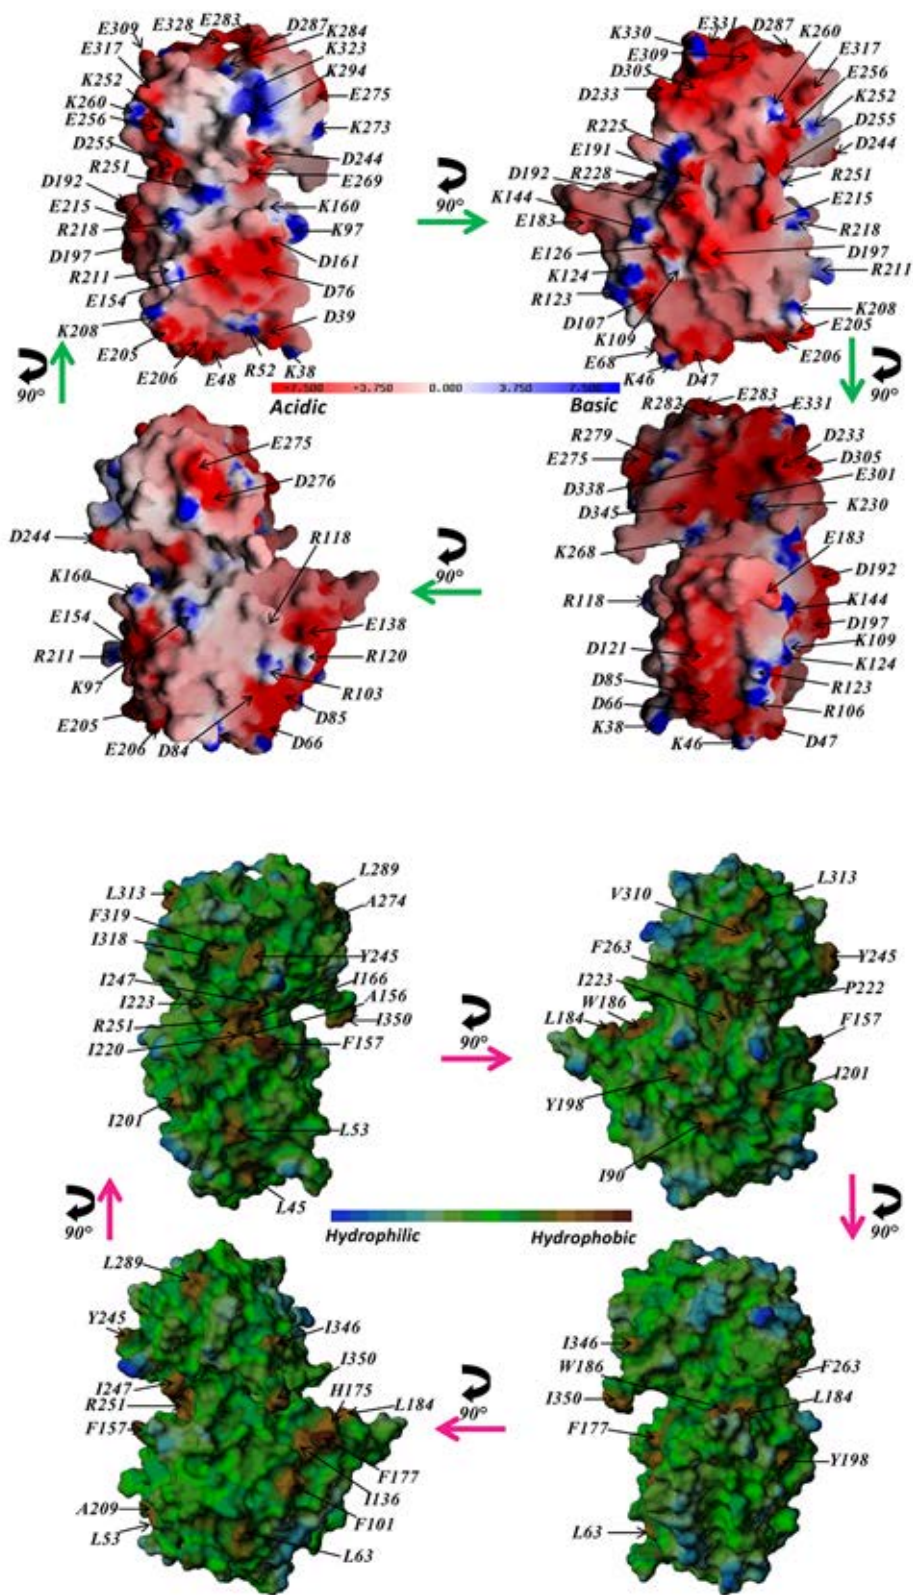 E283
E328 D287
E309 K284
E317 K323
K252 K294
K260 E275
E256 K273
D255 D244
R251 E269
D192 K160
E215 K97
R218
D197 D161
R211 D76
E154 D39
K208
E205
E206 E48 R52 K38
90°
E331 D287
K330 K260
E309 E317
D305 E256
D233 K252
R225 D255
E191 D244
D192 R228 R251
K144 E215
E183 R218
E126 D197
K124 R211
R123 K208
D107 E205
K109 E206
E68
K46 D47
90°
90°
-7.500 -3.750 0.000 3.750 7.500
Acidic Basic
90°
E275
D276
D244 R118
K160
E154 E138
R211 R120
K97 R103
E205 D85
E206 D84 D66
90°
E283
R282 E331
R279 D233
E275 D305
D338 E301
D345 K230
K268 E183
D192
R118 K144
D197
D121 K109
K124
D85 R123
D66 R106
K38
K46 D47
L289
L313 A274
F319
I318 Y245
I247 I166
I223 A156
R251 I350
I220 F157
I201
L53
L45
90°
L313
V310
F263 Y245
I223 P222
W186
L184 F157
I201
Y198
I90
90°
90°
Hydrophilic Hydrophobic
L289
Y245
I346
I350
I247 H175
R251 L184
F157
F177
I136
A209 F101
L53
L63
90°
I346
W186 F263
I350 L184
F177
Y198
L63